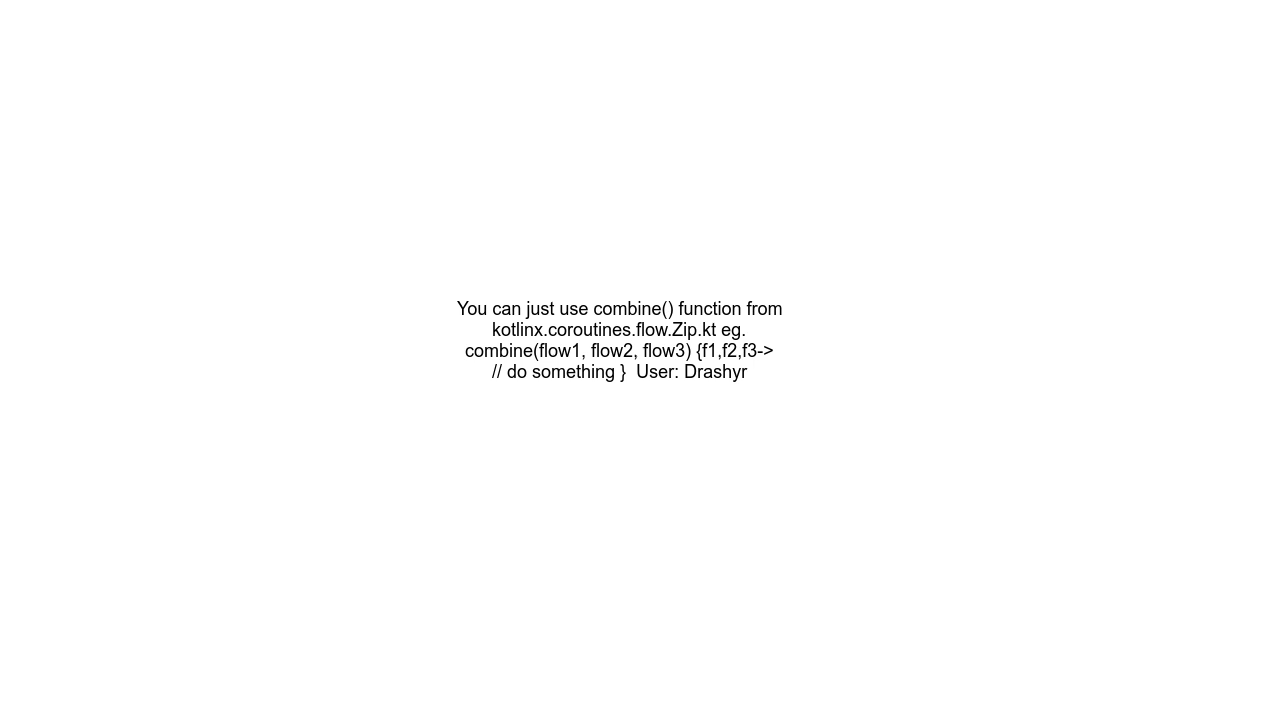 You can just use combine() function from
kotlinx.coroutines.flow.Zip.kt eg.
combine(flow1, flow2, flow3) {f1,f2,f3->
// do something }  User: Drashyr